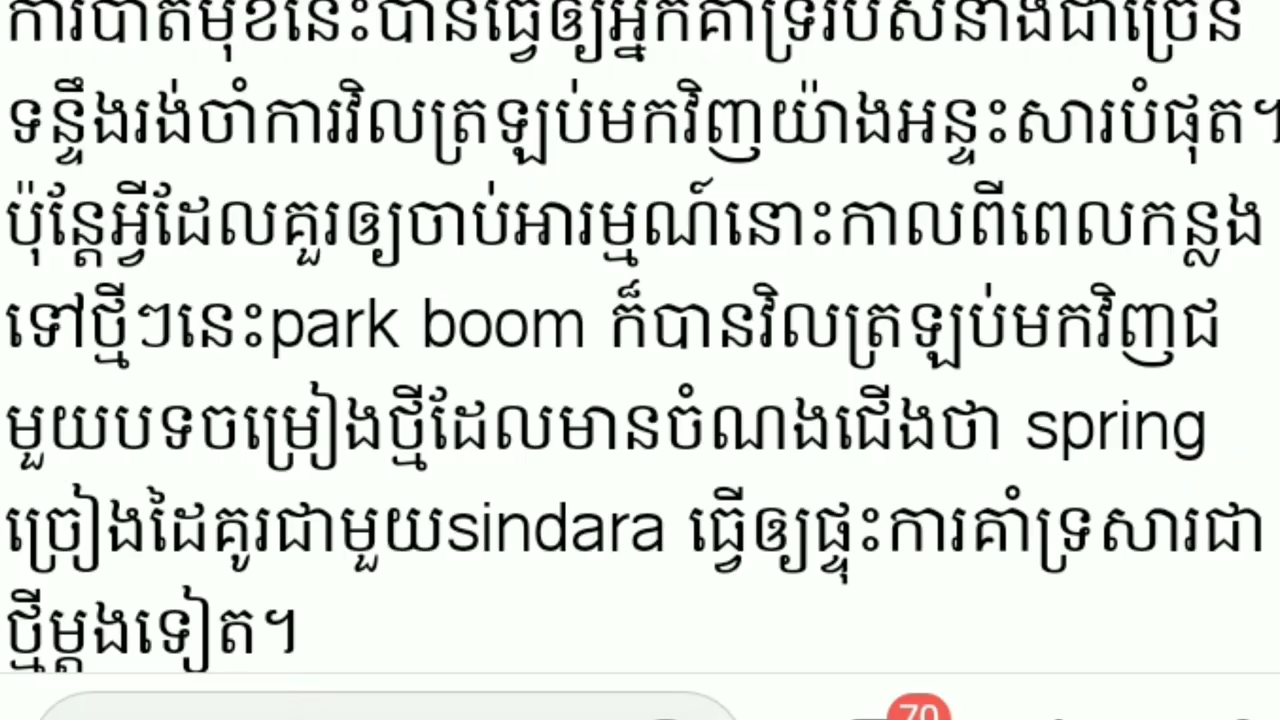 ការបាត់មុខនេះបានធ្វើឲ្យអ្នកគាំទ្ររបស់នាងជាច្រើន
ទន្ទឹងរង់ចាំការវិលត្រឡប់មកវិញយ៉ាងអន្ទះសារបំផុត។
ប៉ុន្តែអ្វីដែលគួរឲ្យចាប់អារម្មណ៍នោះកាលពីពេលកន្លង
ទៅថ្មីៗនេះpark boom ក៏បានវិលត្រឡប់មកវិញជ
មួយបទចម្រៀងថ្មីដែលមានចំណងជើងថា spring
ច្រៀងដៃគូរជាមួយsindara ធ្វើឲ្យផ្ទុះការគាំទ្រសារជា
ថ្មីម្តងទៀត។
70